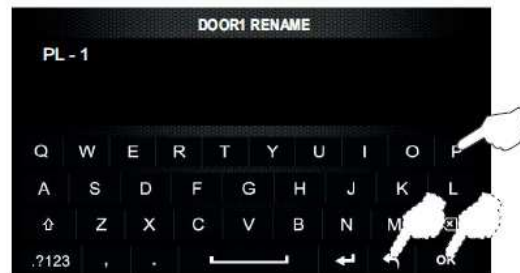 DOOR1 RENAME
PL - 1
Q W E R T Y U I O P
A S D F G H J K L
Z X C V B N M
.?123 , . OK